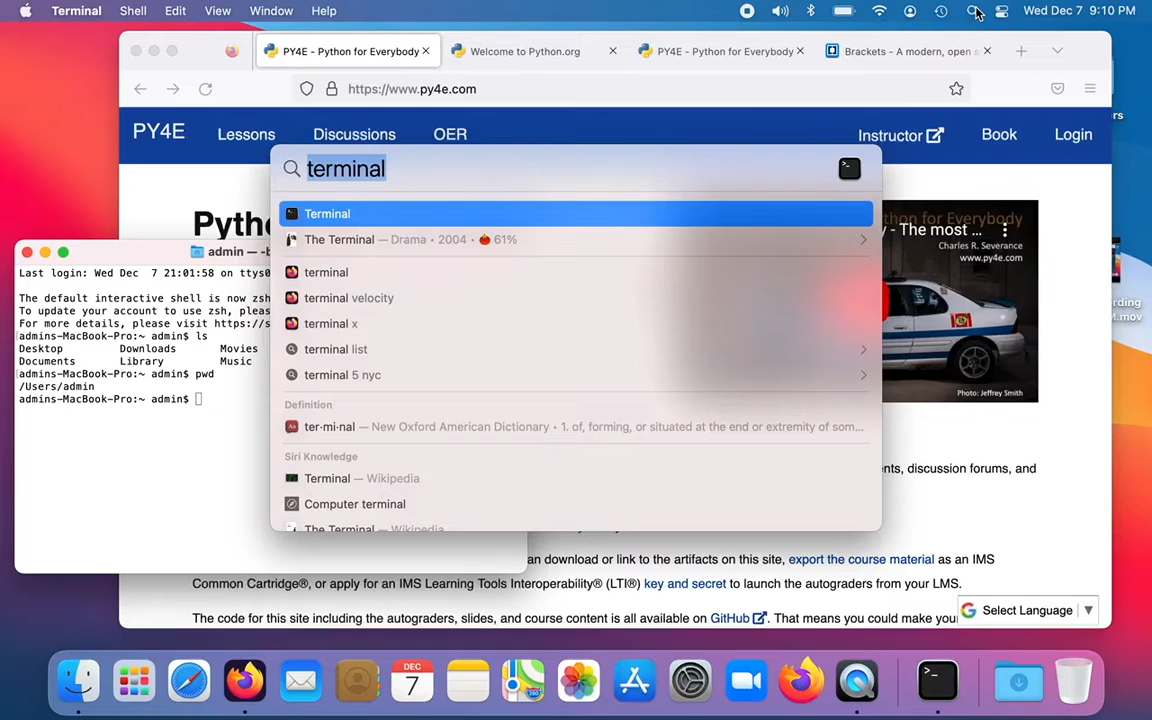 Terminal Shell Edit View Window Help Wed Dec 7 9:10 PM
PY4E - Python for Everybody Welcome to Python.org PY4E - Python for Everybody Brackets - A modern, open s
https://www.py4e.com
PY4E Lessons Discussions OER Instructor Book Login
terminal
Terminal
The Terminal — Drama • 2004 • 61%
terminal
terminal velocity
terminal x
terminal list
terminal 5 nyc
Definition
ter·mi·nal — New Oxford American Dictionary • 1. of, forming, or situated at the end or extremity of som...
Siri Knowledge
Terminal — Wikipedia
Computer terminal
The Terminal — Wikipedia
Pytho
thon for Everybody
y - The most ...
Charles R. Severance
www.py4e.com
Photo: Jeffrey Smith
admin — -b
Last login: Wed Dec 7 21:01:58 on ttys0
The default interactive shell is now zsh
To update your account to use zsh, pleas
For more details, please visit https://s
[admins-MacBook-Pro:~ admin$ ls
Desktop Downloads Movies
Documents Library Music
[admins-MacBook-Pro:~ admin$ pwd
/Users/admin
admins-MacBook-Pro:~ admin$
ers
rding
M.mov
nts, discussion forums, and
an download or link to the artifacts on this site, export the course material as an IMS
Common Cartridge®, or apply for an IMS Learning Tools Interoperability® (LTI®) key and secret to launch the autograders from your LMS.
The code for this site including the autograders, slides, and course content is all available on GitHub. That means you could make you
Select Language
DEC
7